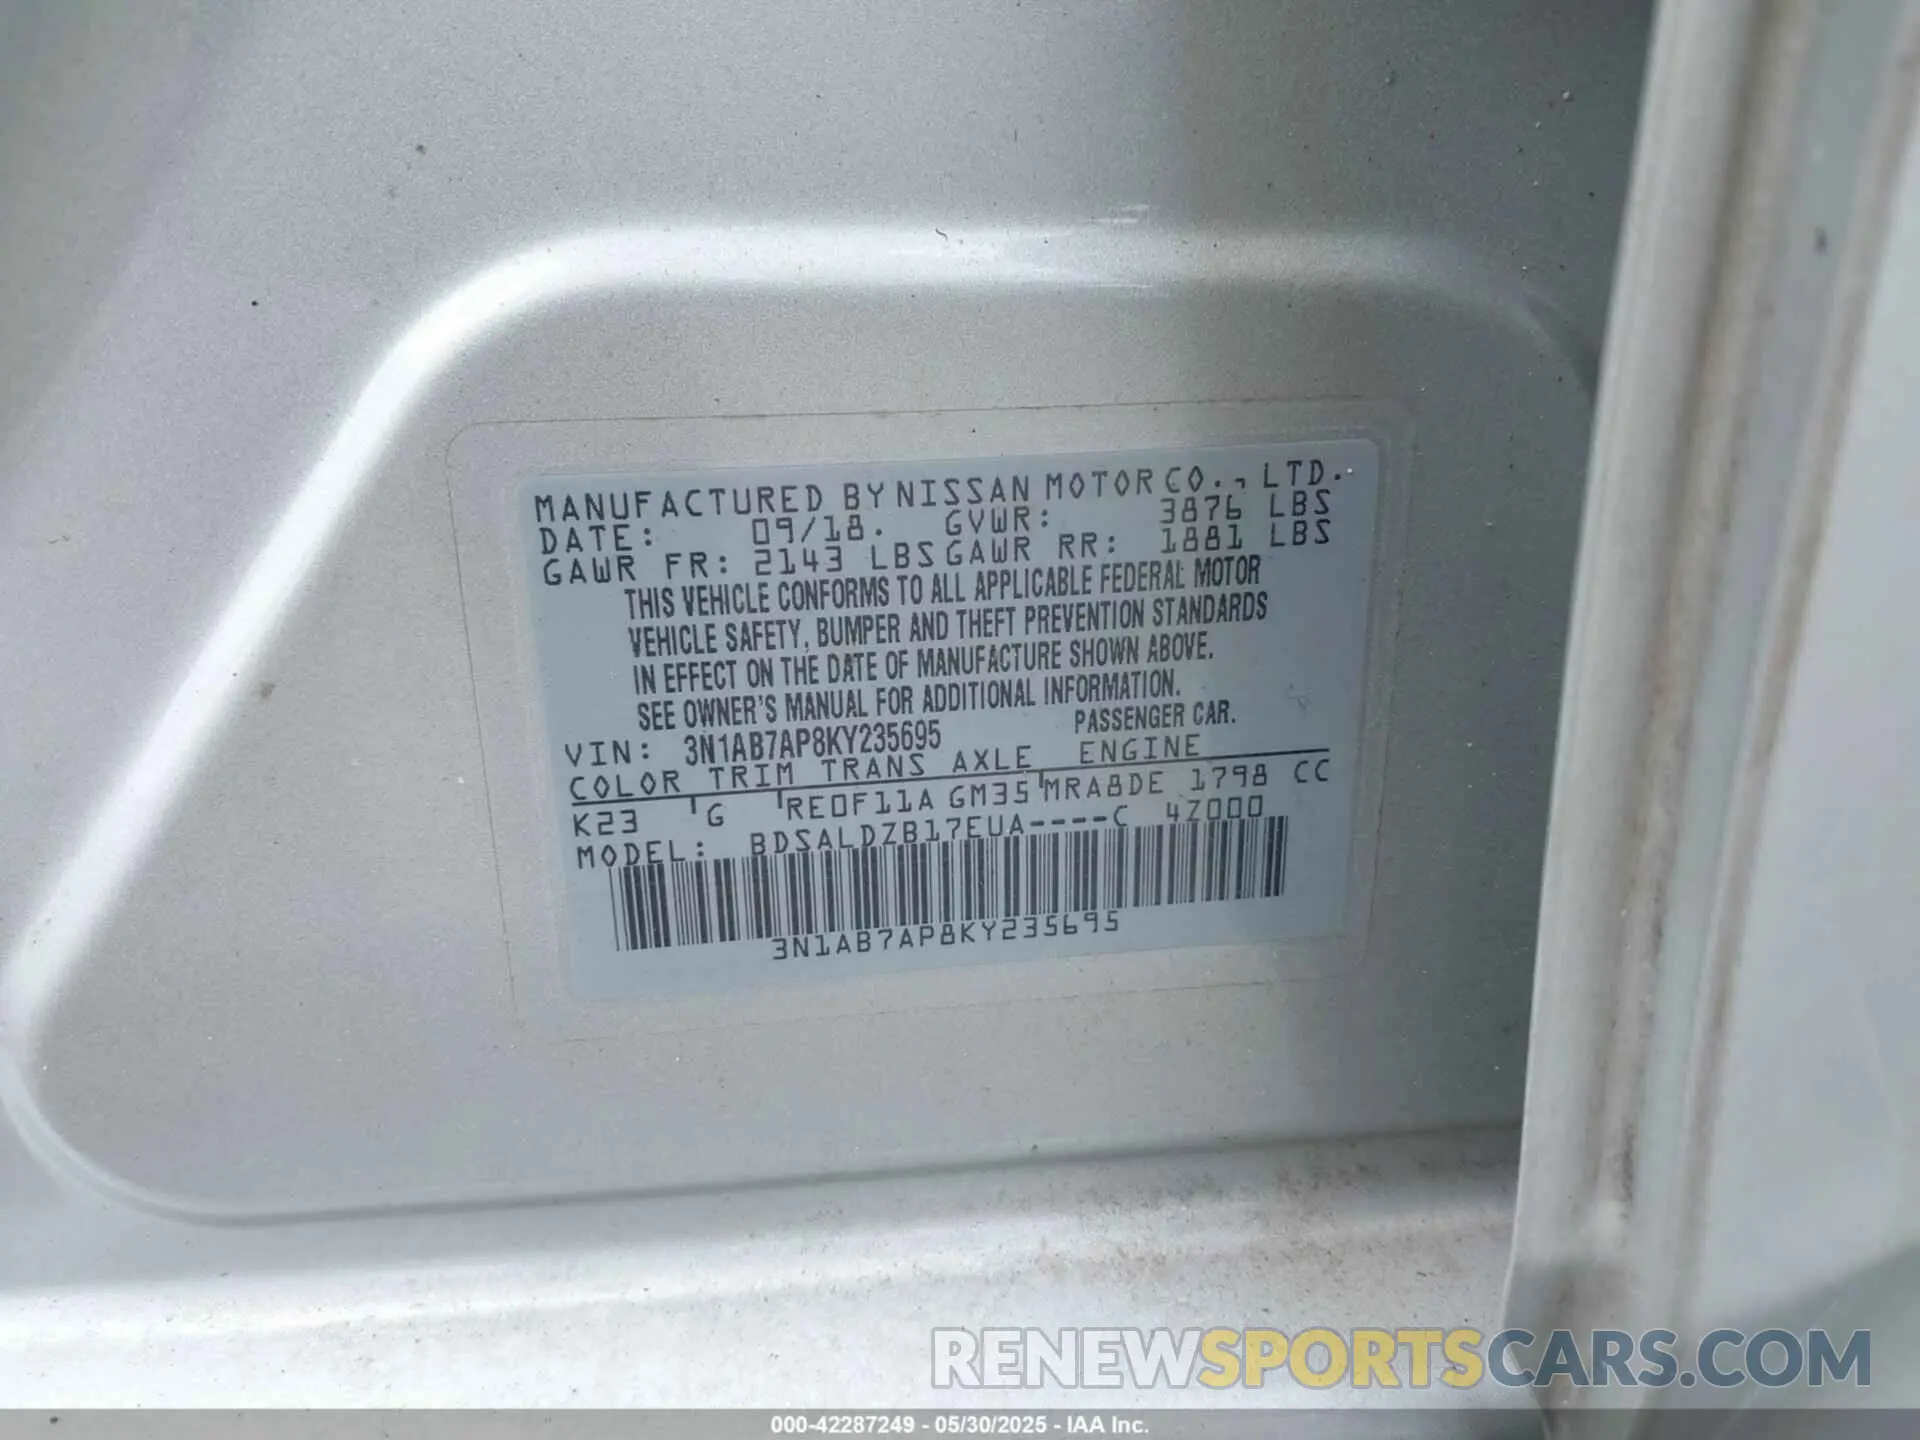 MANUFACTURED BY NISSAN MOTOR CO., LTD.
DATE: 09/18. GVWR: 3876 LBS
GAWR FR: 2143 LBS GAWR RR: 1881 LBS
THIS VEHICLE CONFORMS TO ALL APPLICABLE FEDERAL MOTOR
VEHICLE SAFETY, BUMPER AND THEFT PREVENTION STANDARDS
IN EFFECT ON THE DATE OF MANUFACTURE SHOWN ABOVE.
SEE OWNER'S MANUAL FOR ADDITIONAL INFORMATION.
VIN: 3N1AB7AP8KY235695 PASSENGER CAR.
COLOR TRIM TRANS AXLE ENGINE
K23 G RE0F11A GM35 MRA8DE 1798 CC
MODEL: BDSALDZB17EUA----C 4Z000
3N1AB7AP8KY235695
RENEWSPORTSCARS.COM
000-42287249 - 05/30/2025 - IAA Inc.